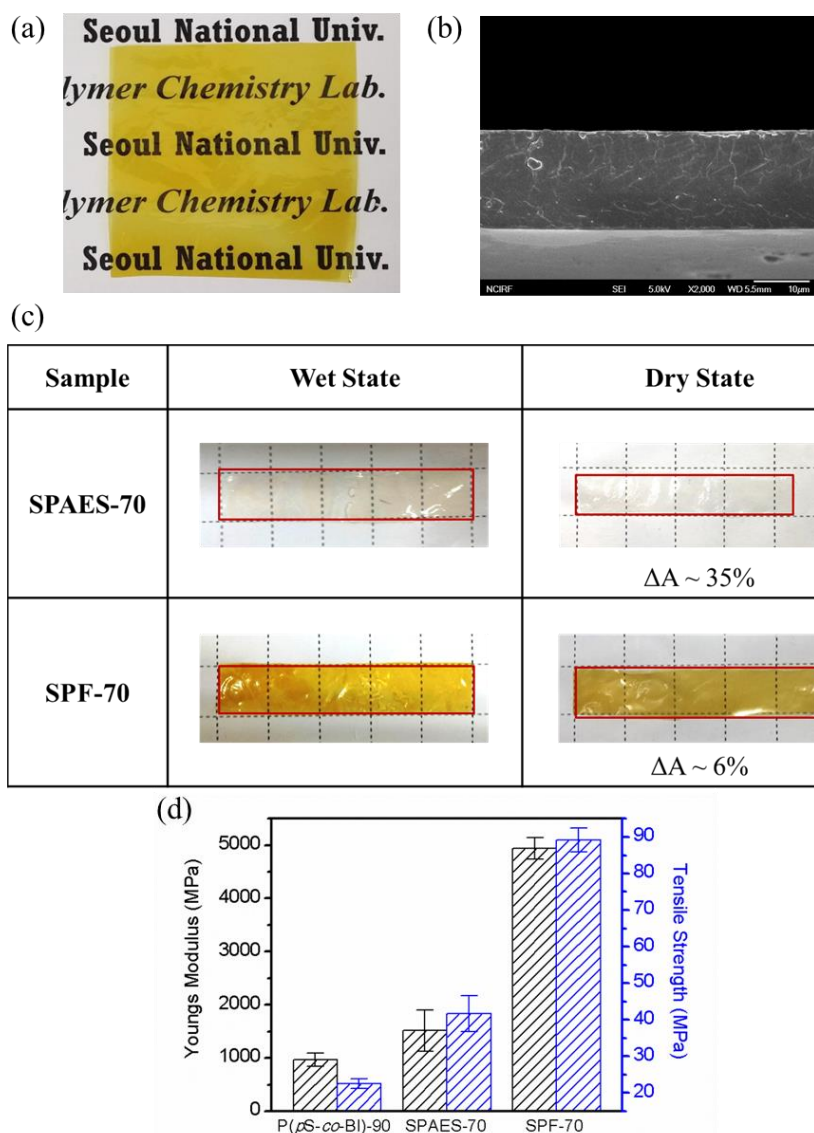 (a)
Seoul National Univ.
lymer Chemistry Lab.
Seoul National Univ.
lymer Chemistry Lab.
Seoul National Univ.
(b)
NCIRF SEI 5.0kV X2,000 WD 5.5mm 10µm
(c)
Sample Wet State Dry State
SPAES-70
ΔA ~ 35%
SPF-70
ΔA ~ 6%
(d)
Youngs Modulus (MPa)
5000
4000
3000
2000
1000
0
90
80
70
60
50
40
30
20
Tensile Strength (MPa)
P(pS-co-BI)-90 SPAES-70 SPF-70